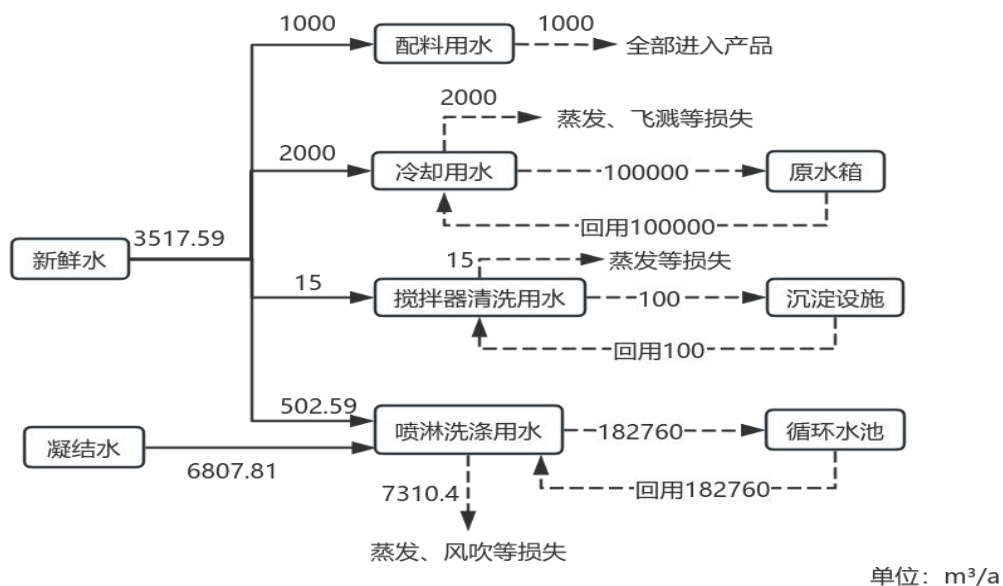 1000
配料用水
1000
全部进入产品
2000
蒸发、飞溅等损失
2000
冷却用水
100000
原水箱
回用100000
新鲜水
3517.59
15
蒸发等损失
15
搅拌器清洗用水
100
沉淀设施
回用100
502.59
喷淋洗涤用水
182760
循环水池
凝结水
6807.81
7310.4
回用182760
蒸发、风吹等损失
单位：m³/a